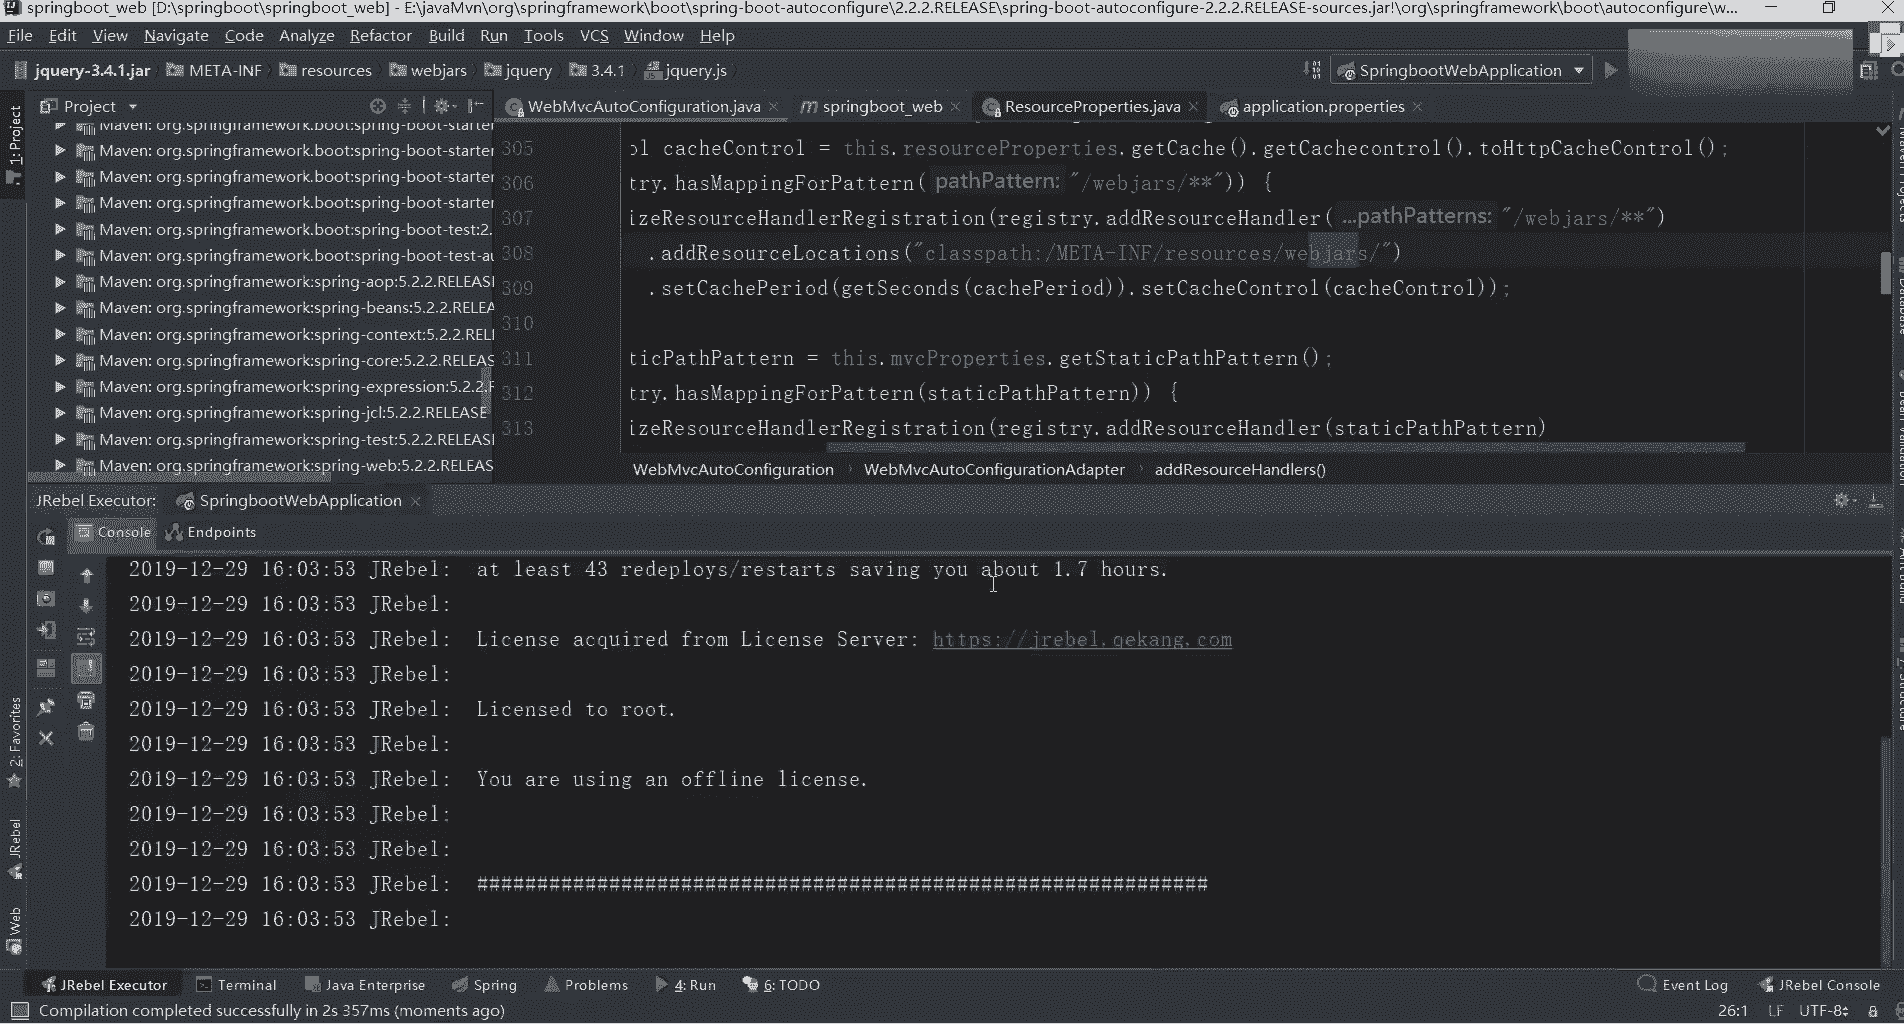 springboot_web [D:\springboot\springboot_web] - E:\javaMvn\org\springframework\boot\spring-boot-autoconfigure\2.2.2.RELEASE\spring-boot-autoconfigure-2.2.2.RELEASE-sources.jar!\org\springframework\boot\autoconfigure\w...
File Edit View Navigate Code Analyze Refactor Build Run Tools VCS Window Help
jquery-3.4.1.jar META-INF resources webjars jquery 3.4.1 jquery.js SpringbootWebApplication
1: Project
Project
WebMvcAutoConfiguration.java springboot_web ResourceProperties.java application.properties
Maven: org.springframework.boot:spring-boot-starter
Maven: org.springframework.boot:spring-boot-starter
Maven: org.springframework.boot:spring-boot-starter
Maven: org.springframework.boot:spring-boot-starter
Maven: org.springframework.boot:spring-boot-test:2.
Maven: org.springframework.boot:spring-boot-test-au
Maven: org.springframework:spring-aop:5.2.2.RELEASE
Maven: org.springframework:spring-beans:5.2.2.RELEA
Maven: org.springframework:spring-context:5.2.2.REL
Maven: org.springframework:spring-core:5.2.2.RELEAS
Maven: org.springframework:spring-expression:5.2.2.R
Maven: org.springframework:spring-jcl:5.2.2.RELEASE
Maven: org.springframework:spring-test:5.2.2.RELEASE
Maven: org.springframework:spring-web:5.2.2.RELEAS
305 ol cacheControl = this.resourceProperties.getCache().getCachecontrol().toHttpCacheControl();
306 try.hasMappingForPattern( pathPattern: "/webjars/**")) {
307 izeResourceHandlerRegistration(registry.addResourceHandler( ...pathPatterns: "/webjars/**")
308 .addResourceLocations("classpath:/META-INF/resources/webjars/")
309 .setCachePeriod(getSeconds(cachePeriod)).setCacheControl(cacheControl));
310
311 ticPathPattern = this.mvcProperties.getStaticPathPattern();
312 try.hasMappingForPattern(staticPathPattern)) {
313 izeResourceHandlerRegistration(registry.addResourceHandler(staticPathPattern)
WebMvcAutoConfiguration WebMvcAutoConfigurationAdapter addResourceHandlers()
JRebel Executor: SpringbootWebApplication
Console Endpoints
2019-12-29 16:03:53 JRebel: at least 43 redeploys/restarts saving you about 1.7 hours.
2019-12-29 16:03:53 JRebel:
2019-12-29 16:03:53 JRebel: License acquired from License Server: https://jrebel.qekang.com
2019-12-29 16:03:53 JRebel:
2019-12-29 16:03:53 JRebel: Licensed to root.
2019-12-29 16:03:53 JRebel:
2019-12-29 16:03:53 JRebel: You are using an offline license.
2019-12-29 16:03:53 JRebel:
2019-12-29 16:03:53 JRebel:
2019-12-29 16:03:53 JRebel: #############################################################
2019-12-29 16:03:53 JRebel:
2: Favorites
JRebel
Web
JRebel Executor Terminal Java Enterprise Spring Problems 4: Run 6: TODO Event Log JRebel Console
Compilation completed successfully in 2s 357ms (moments ago) 26:1 LF UTF-8